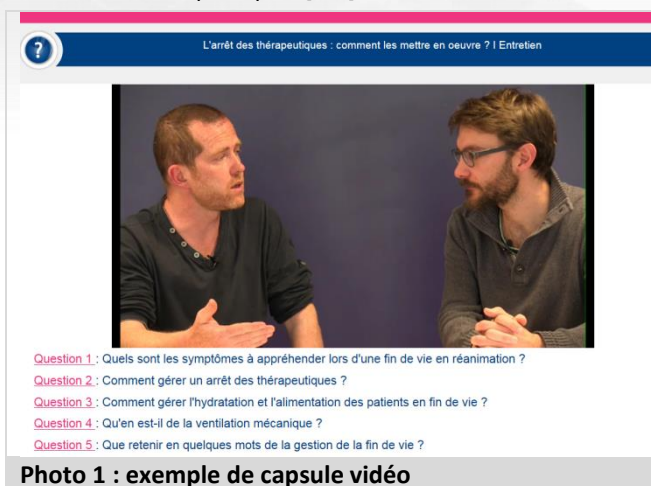 ?
L'arrêt des thérapeutiques : comment les mettre en oeuvre ? I Entretien
Question 1 : Quels sont les symptômes à appréhender lors d'une fin de vie en réanimation ?
Question 2 : Comment gérer un arrêt des thérapeutiques ?
Question 3 : Comment gérer l'hydratation et l'alimentation des patients en fin de vie ?
Question 4 : Qu'en est-il de la ventilation mécanique ?
Question 5 : Que retenir en quelques mots de la gestion de la fin de vie ?
Photo 1 : exemple de capsule vidéo